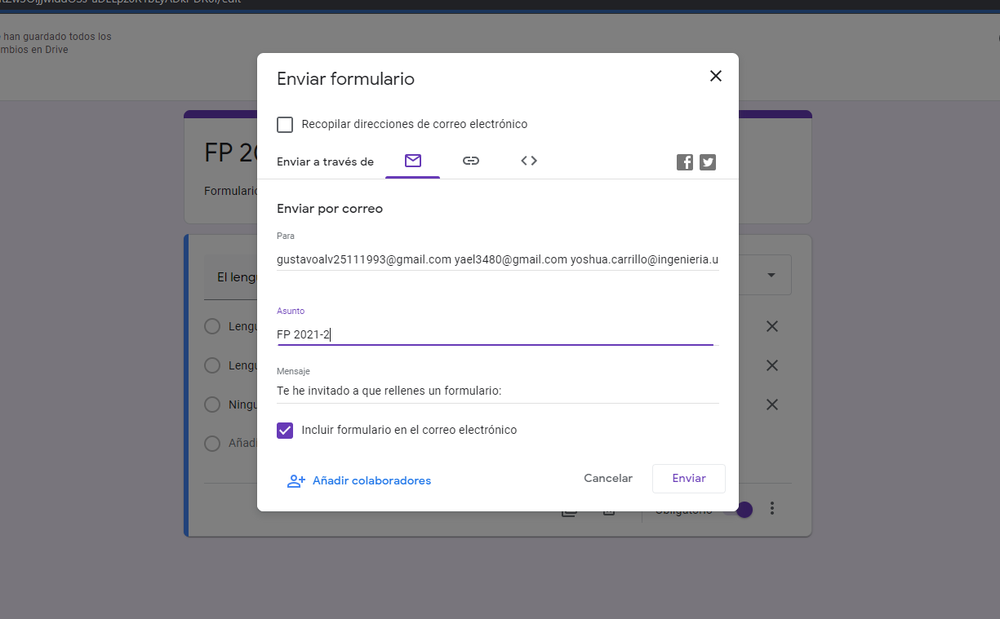 han guardado todos los
mbios en Drive
Enviar formulario
Recopilar direcciones de correo electrónico
Enviar a través de
FP 20
Formulario
Enviar por correo
Para
gustavoalv25111993@gmail.com yael3480@gmail.com yoshua.carrillo@ingenieria.u
El leng
Asunto
FP 2021-2
Lengu
Lengu
Mensaje
Te he invitado a que rellenes un formulario:
Ningu
Incluir formulario en el correo electrónico
Añadi
Añadir colaboradores
Cancelar
Enviar
Obligatorio